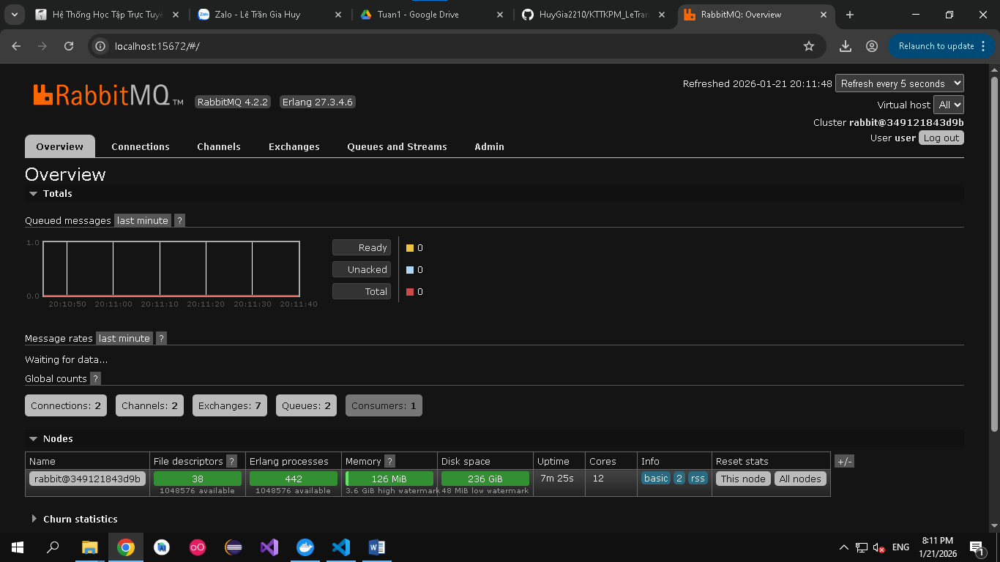 Hệ Thống Học Tập Trực Tuyế
Zalo - Lê Trần Gia Huy
Tuan1 - Google Drive
HuyGia2210/KTTKPM_LeTran
RabbitMQ: Overview
localhost:15672/#/
Relaunch to update
RabbitMQ TM
RabbitMQ 4.2.2
Erlang 27.3.4.6
Refreshed 2026-01-21 20:11:48
Refresh every 5 seconds
Virtual host
All
Cluster rabbit@349121843d9b
User user
Log out
Overview
Connections
Channels
Exchanges
Queues and Streams
Admin
Overview
Totals
Queued messages last minute ?
1.0
0.0
20:10:50 20:11:00 20:11:10 20:11:20 20:11:30 20:11:40
Ready 0
Unacked 0
Total 0
Message rates last minute ?
Waiting for data...
Global counts ?
Connections: 2
Channels: 2
Exchanges: 7
Queues: 2
Consumers: 1
Nodes
Name File descriptors ? Erlang processes Memory ? Disk space Uptime Cores Info Reset stats +/-
rabbit@349121843d9b 38 442 126 MiB 236 GiB 7m 25s 12 basic 2 rss This node All nodes
1048576 available 1048576 available 3.6 GiB high watermark 48 MiB low watermark
Churn statistics
ENG
8:11 PM
1/21/2026
1